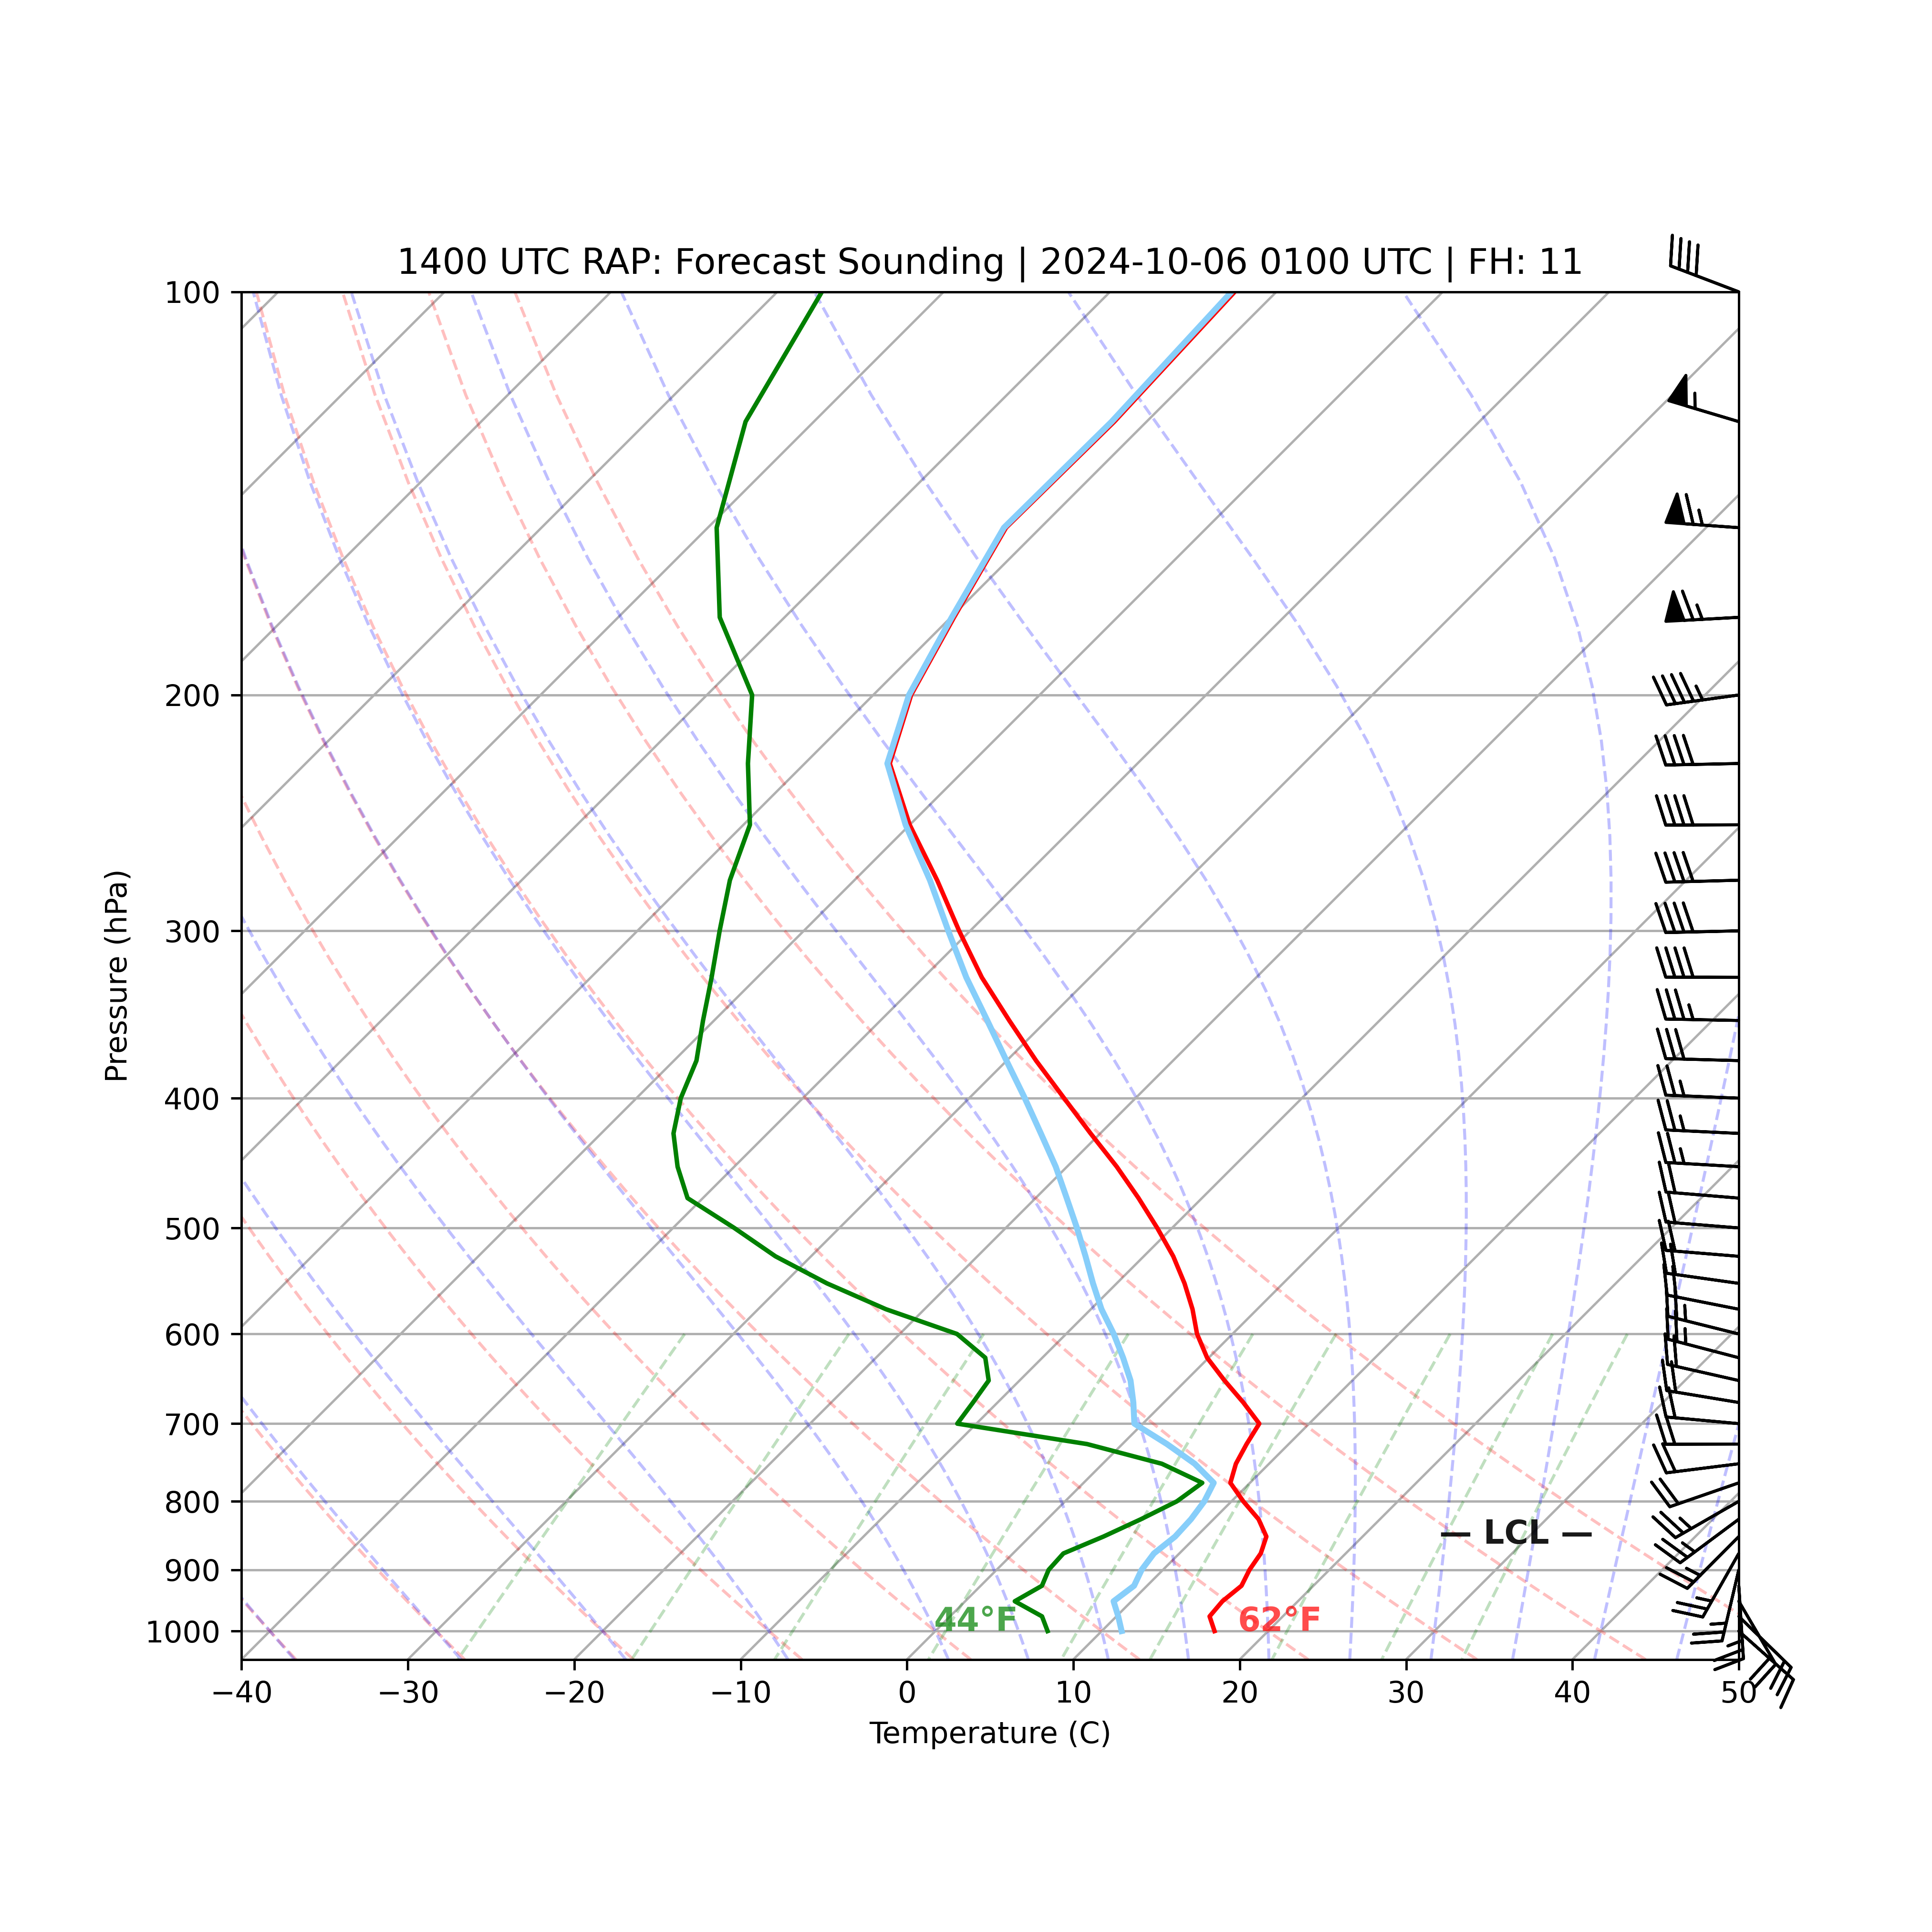 1400 UTC RAP: Forecast Sounding | 2024-10-06 0100 UTC | FH: 11
100
200
300
400
500
600
700
800
900
1000
Pressure (hPa)
— LCL —
44°F
62°F
−40 −30 −20 −10 0 10 20 30 40 50
Temperature (C)